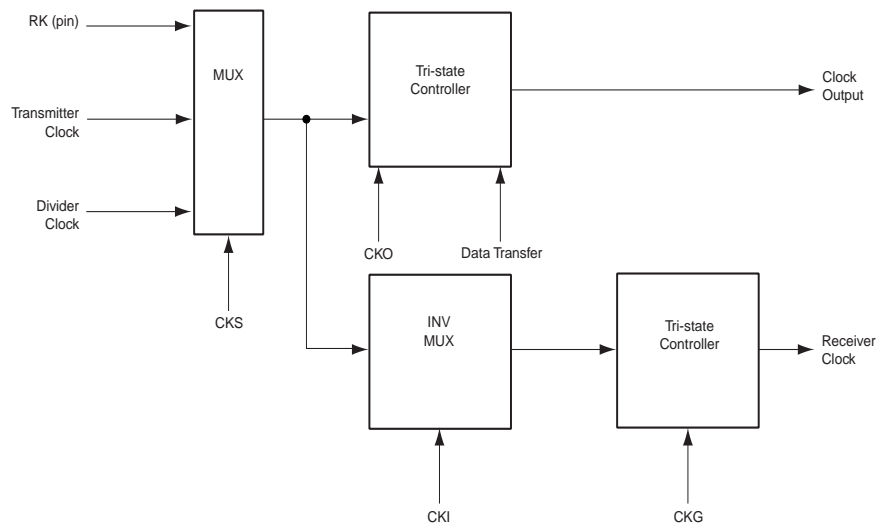 RK (pin)
MUX
Tri-state
Controller
Clock
Output
Transmitter
Clock
Divider
Clock
CKO
Data Transfer
CKS
INV
MUX
Tri-state
Controller
Receiver
Clock
CKI
CKG